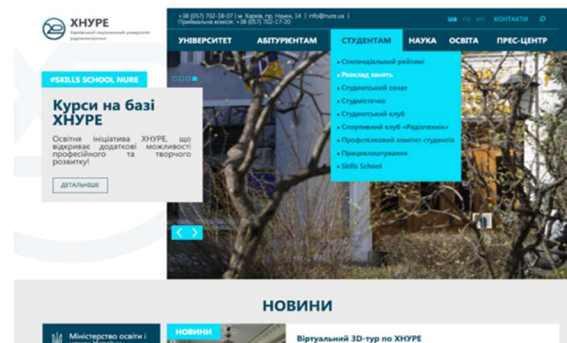 ХНУРЕ
Харківський національний університет
радіоелектроніки
+38 (057) 702-18-07 | м. Харків, пр. Науки, 14 | info@nure.ua |
Приймальна комісія: +38 (057) 702-17-20
ua ru en КОНТАКТИ
УНІВЕРСИТЕТ АБІТУРІЄНТАМ СТУДЕНТАМ НАУКА ОСВІТА ПРЕС-ЦЕНТР
Стипендіальний рейтинг
Розклад занять
Студентський сенат
Студмістечко
Студентський клуб
Спортивний клуб «Радіотехнік»
Профспілковий комітет студентів
Працевлаштування
Skills School
#SKILLS SCHOOL NURE
Курси на базі
ХНУРЕ
Освітня ініціатива ХНУРЕ, що
відкриває додаткові можливості
професійного та творчого
розвитку!
ДЕТАЛЬНІШЕ
НОВИНИ
Міністерство освіти і
НОВИНИ
Віртуальний 3D-тур по ХНУРЕ